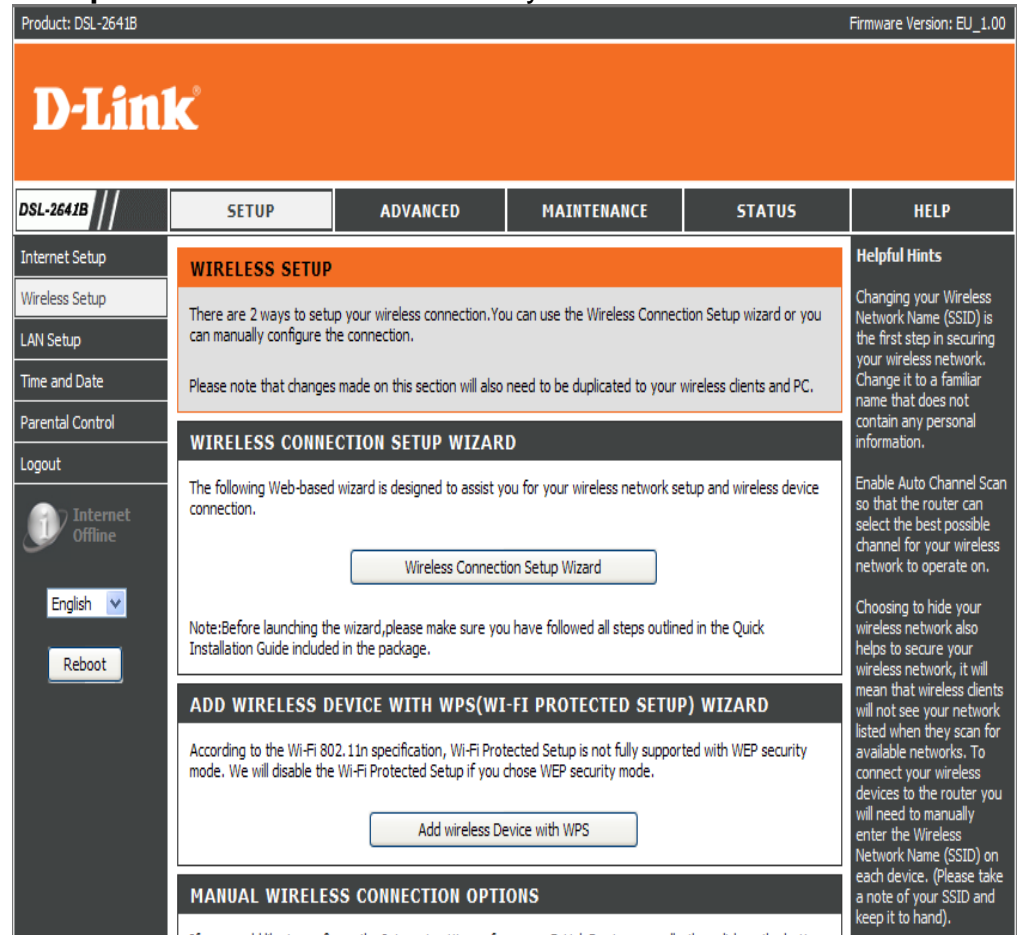 Product: DSL-2641B
Firmware Version: EU_1.00
D-Link®
DSL-2641B
SETUP
ADVANCED
MAINTENANCE
STATUS
HELP
Internet Setup
Wireless Setup
LAN Setup
Time and Date
Parental Control
Logout
Internet
Offline
English
Reboot
WIRELESS SETUP
There are 2 ways to setup your wireless connection.You can use the Wireless Connection Setup wizard or you
can manually configure the connection.
Please note that changes made on this section will also need to be duplicated to your wireless clients and PC.
WIRELESS CONNECTION SETUP WIZARD
The following Web-based wizard is designed to assist you for your wireless network setup and wireless device
connection.
Wireless Connection Setup Wizard
Note:Before launching the wizard,please make sure you have followed all steps outlined in the Quick
Installation Guide included in the package.
ADD WIRELESS DEVICE WITH WPS(WI-FI PROTECTED SETUP) WIZARD
According to the Wi-Fi 802.11n specification, Wi-Fi Protected Setup is not fully supported with WEP security
mode. We will disable the Wi-Fi Protected Setup if you chose WEP security mode.
Add wireless Device with WPS
MANUAL WIRELESS CONNECTION OPTIONS
Helpful Hints
Changing your Wireless
Network Name (SSID) is
the first step in securing
your wireless network.
Change it to a familiar
name that does not
contain any personal
information.
Enable Auto Channel Scan
so that the router can
select the best possible
channel for your wireless
network to operate on.
Choosing to hide your
wireless network also
helps to secure your
wireless network, it will
mean that wireless clients
will not see your network
listed when they scan for
available networks. To
connect your wireless
devices to the router you
will need to manually
enter the Wireless
Network Name (SSID) on
each device. (Please take
a note of your SSID and
keep it to hand).